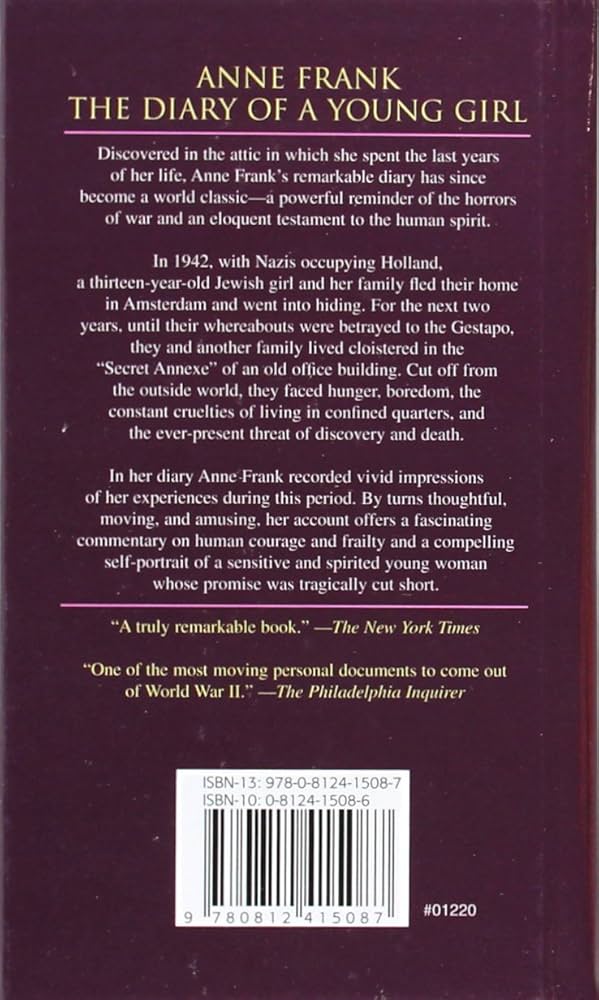 ANNE FRANK
THE DIARY OF A YOUNG GIRL
Discovered in the attic in which she spent the last years
of her life, Anne Frank's remarkable diary has since
become a world classic—a powerful reminder of the horrors
of war and an eloquent testament to the human spirit.
In 1942, with Nazis occupying Holland,
a thirteen-year-old Jewish girl and her family fled their home
in Amsterdam and went into hiding. For the next two
years, until their whereabouts were betrayed to the Gestapo,
they and another family lived cloistered in the
“Secret Annexe” of an old office building. Cut off from
the outside world, they faced hunger, boredom, the
constant cruelties of living in confined quarters, and
the ever-present threat of discovery and death.
In her diary Anne Frank recorded vivid impressions
of her experiences during this period. By turns thoughtful,
moving, and amusing, her account offers a fascinating
commentary on human courage and frailty and a compelling
self-portrait of a sensitive and spirited young woman
whose promise was tragically cut short.
“A truly remarkable book.” —The New York Times
“One of the most moving personal documents to come out
of World War II.” —The Philadelphia Inquirer
ISBN-13: 978-0-8124-1508-7
ISBN-10: 0-8124-1508-6
9 780812 415087
#01220